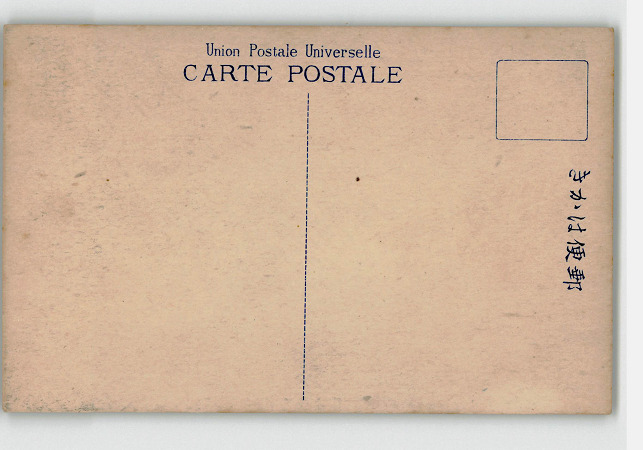 Union Postale Universelle
CARTE POSTALE
きかは便郵